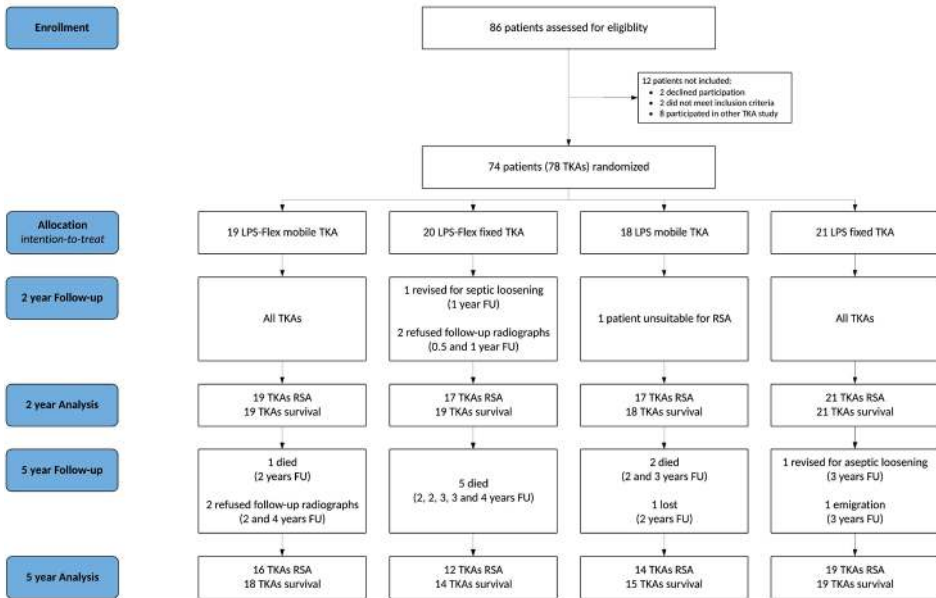 Enrollment
86 patients assessed for eligiblity
12 patients not included:
• 2 declined participation
• 2 did not meet inclusion criteria
• 8 participated in other TKA study
74 patients (78 TKAs) randomized
Allocation
intention-to-treat
19 LPS-Flex mobile TKA
20 LPS-Flex fixed TKA
18 LPS mobile TKA
21 LPS fixed TKA
2 year Follow-up
All TKAs
1 revised for septic loosening
(1 year FU)
2 refused follow-up radiographs
(0.5 and 1 year FU)
1 patient unsuitable for RSA
All TKAs
2 year Analysis
19 TKAs RSA
19 TKAs survival
17 TKAs RSA
19 TKAs survival
17 TKAs RSA
18 TKAs survival
21 TKAs RSA
21 TKAs survival
5 year Follow-up
1 died
(2 years FU)
2 refused follow-up radiographs
(2 and 4 years FU)
5 died
(2, 2, 3, 3 and 4 years FU)
2 died
(2 and 3 years FU)
1 lost
(2 years FU)
1 revised for aseptic loosening
(3 years FU)
1 emigration
(3 years FU)
5 year Analysis
16 TKAs RSA
18 TKAs survival
12 TKAs RSA
14 TKAs survival
14 TKAs RSA
15 TKAs survival
19 TKAs RSA
19 TKAs survival